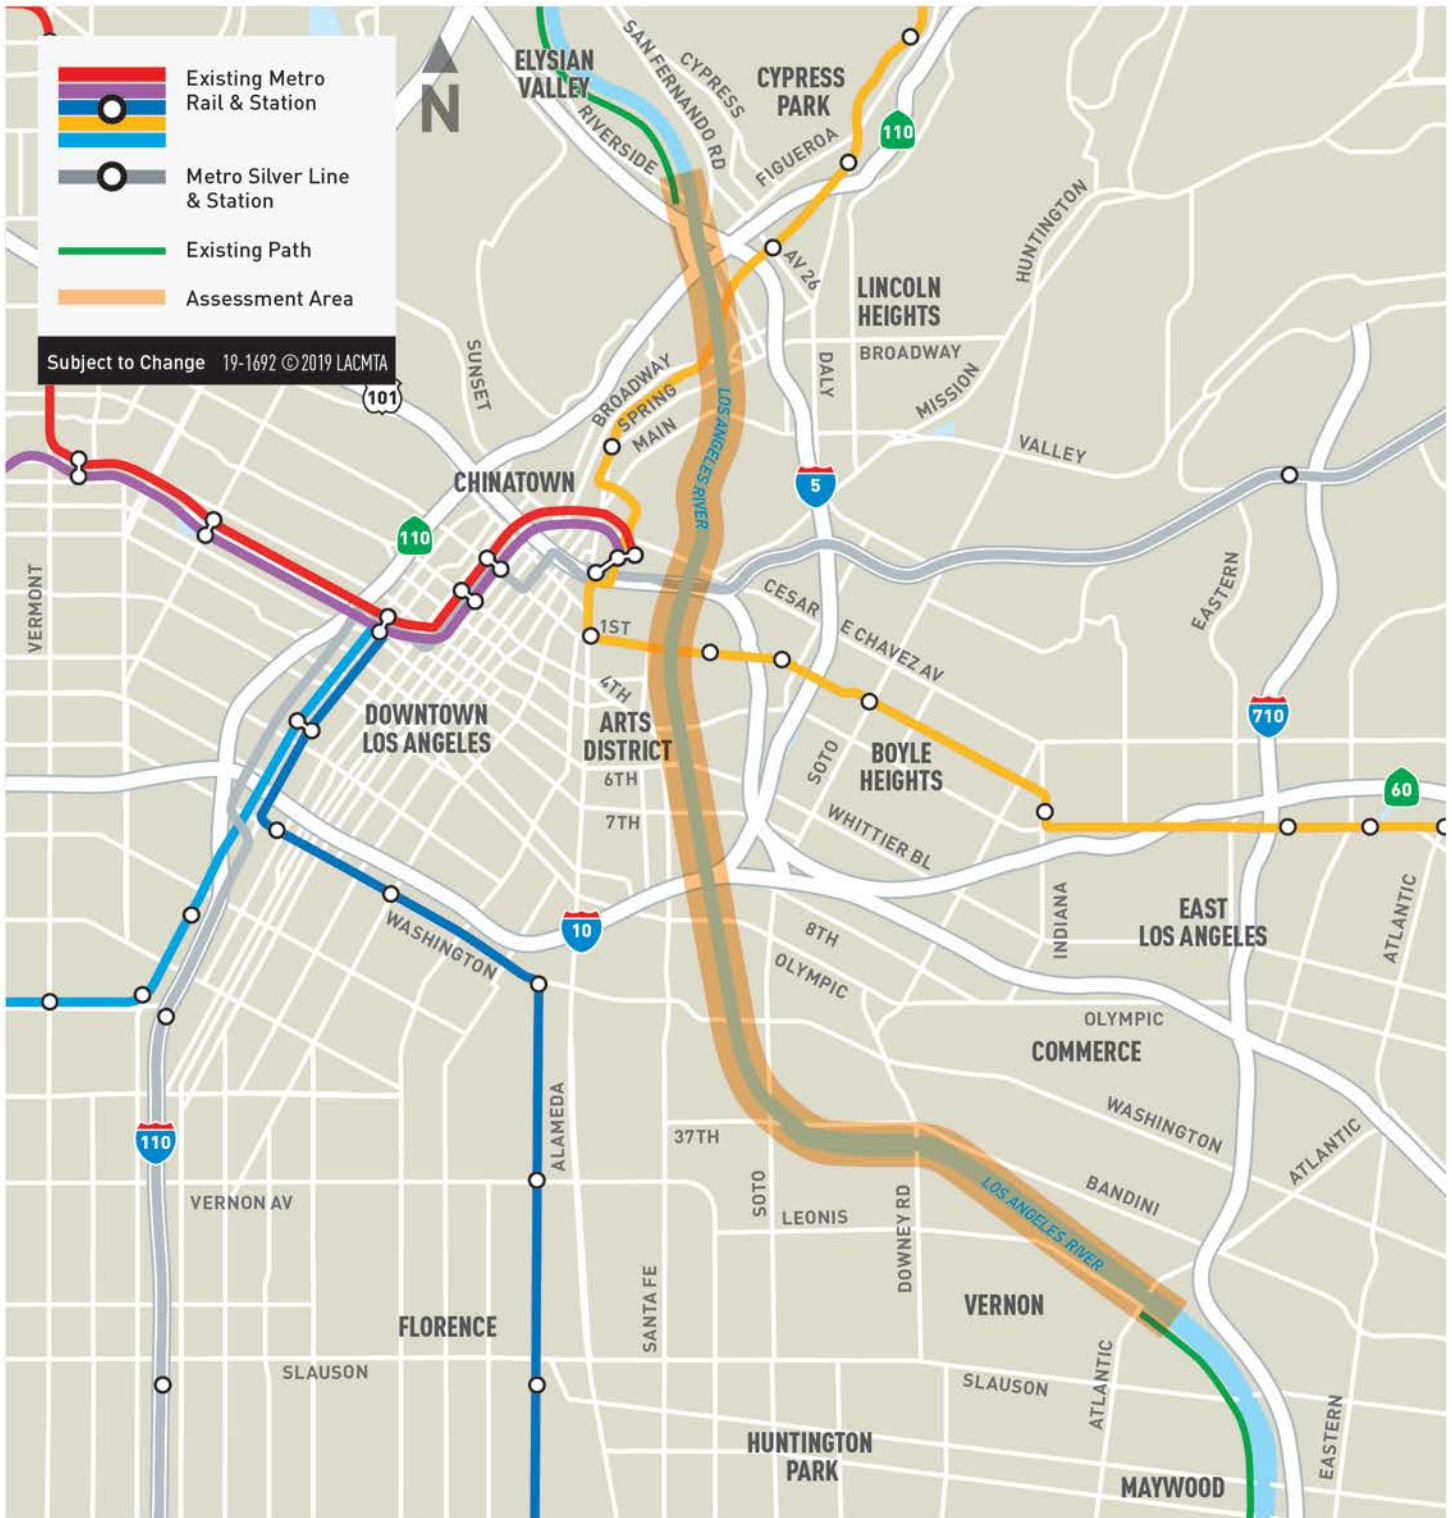 Existing Metro
Rail & Station
Metro Silver Line
& Station
Existing Path
Assessment Area
Subject to Change 19-1692 © 2019 LACMTA
N
ELYSIAN
VALLEY
SAN FERNANDO RD
CYPRESS
CYPRESS
PARK
110
RIVERSIDE
FIGUEROA
HUNTINGTON
AV 26
LINCOLN
HEIGHTS
BROADWAY
DALY
MISSION
VALLEY
101
SUNSET
BROADWAY
SPRING
MAIN
LOS ANGELES RIVER
CHINATOWN
5
110
VERMONT
CESAR
E CHAVEZ AV
EASTERN
1ST
4TH
ARTS
DISTRICT
6TH
7TH
DOWNTOWN
LOS ANGELES
SOTO
BOYLE
HEIGHTS
710
60
WHITTIER BL
INDIANA
EAST
LOS ANGELES
ATLANTIC
WASHINGTON
10
8TH
OLYMPIC
OLYMPIC
COMMERCE
WASHINGTON
110
ALAMEDA
37TH
ATLANTIC
BANDINI
VERNON AV
SOTO
LEONIS
DOWNEY RD
LOS ANGELES RIVER
SANTA FE
VERNON
FLORENCE
SLAUSON
SLAUSON
ATLANTIC
EASTERN
HUNTINGTON
PARK
MAYWOOD